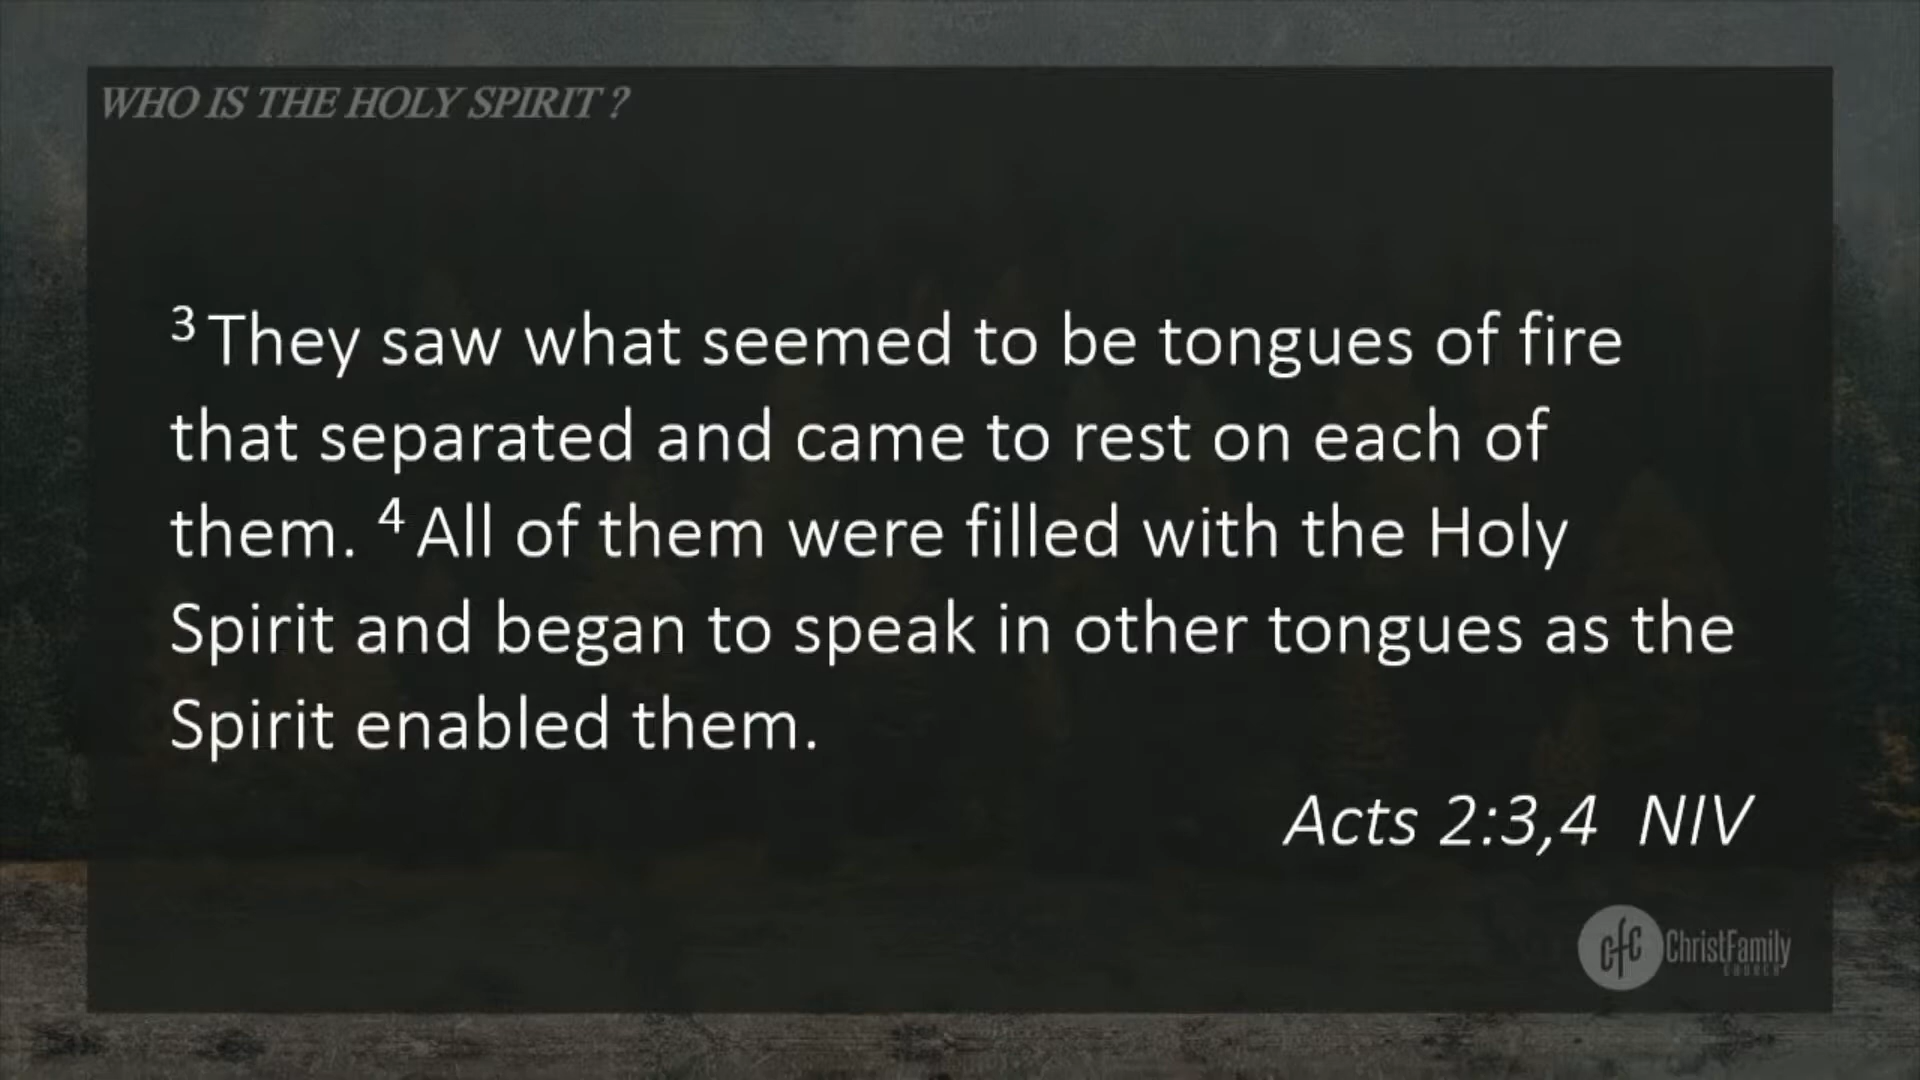 WHO IS THE HOLY SPIRIT ?
3 They saw what seemed to be tongues of fire
that separated and came to rest on each of
them. 4 All of them were filled with the Holy
Spirit and began to speak in other tongues as the
Spirit enabled them.
Acts 2:3,4 NIV
cfc ChristFamily
CHURCH